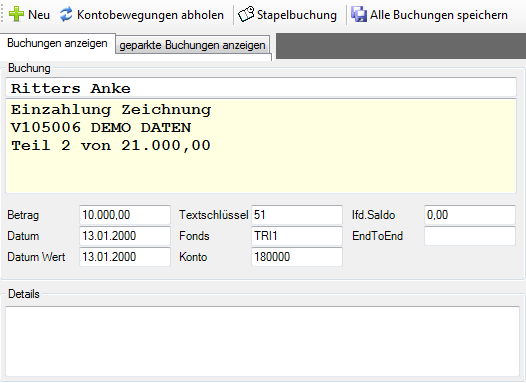 Neu Kontobewegungen abholen Stapelbuchung Alle Buchungen speichern
Buchungen anzeigen geparkte Buchungen anzeigen
Buchung
Ritters Anke
Einzahlung Zeichnung
V105006 DEMO DATEN
Teil 2 von 21.000,00
Betrag 10.000,00 Textschlüssel 51 lfd.Saldo 0,00
Datum 13.01.2000 Fonds TRI1 EndToEnd
Datum Wert 13.01.2000 Konto 180000
Details